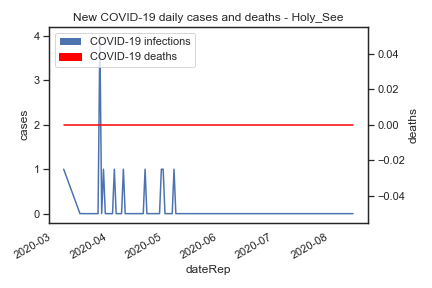 New COVID-19 daily cases and deaths - Holy_See
COVID-19 infections
COVID-19 deaths
cases
4
3
2
1
0
deaths
0.04
0.02
0.00
−0.02
−0.04
2020-03
2020-04
2020-05
2020-06
2020-07
2020-08
dateRep